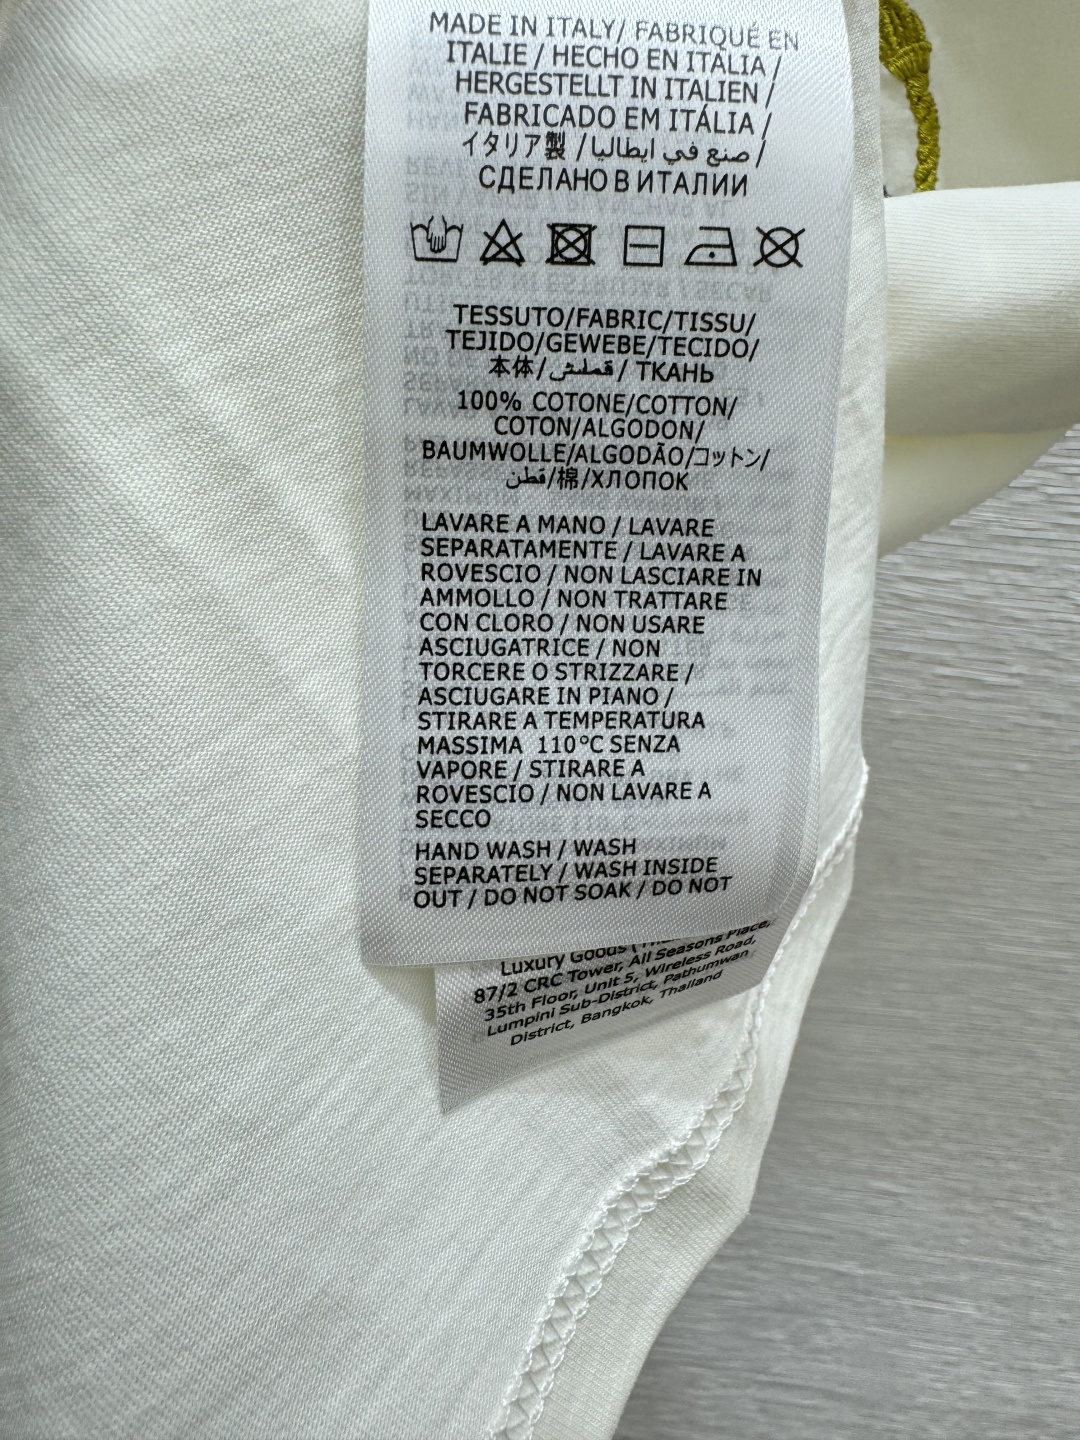 MADE IN ITALY/ FABRIQUÉ EN
ITALIE / HECHO EN ITALIA /
HERGESTELLT IN ITALIEN /
FABRICADO EM ITÁLIA /
イタリア製 / صنع في ايطاليا /
СДЕЛАНО В ИТАЛИИ
TESSUTO/FABRIC/TISSU/
TEJIDO/GEWEBE/TECIDO/
本体/قملش/ ТКАНЬ
100% COTONE/COTTON/
COTON/ALGODON/
BAUMWOLLE/ALGODÃO/コットン/
قطن/棉/ХЛОПОК
LAVARE A MANO / LAVARE
SEPARATAMENTE / LAVARE A
ROVESCIO / NON LASCIARE IN
AMMOLLO / NON TRATTARE
CON CLORO / NON USARE
ASCIUGATRICE / NON
TORCERE O STRIZZARE /
ASCIUGARE IN PIANO /
STIRARE A TEMPERATURA
MASSIMA 110°C SENZA
VAPORE / STIRARE A
ROVESCIO / NON LAVARE A
SECCO
HAND WASH / WASH
SEPARATELY / WASH INSIDE
OUT / DO NOT SOAK / DO NOT
Luxury Goods
87/2 CRC Tower, All Seasons Place,
35th Floor, Unit 5, Wireless Road,
Lumpini Sub-District, Pathumwan
District, Bangkok, Thailand